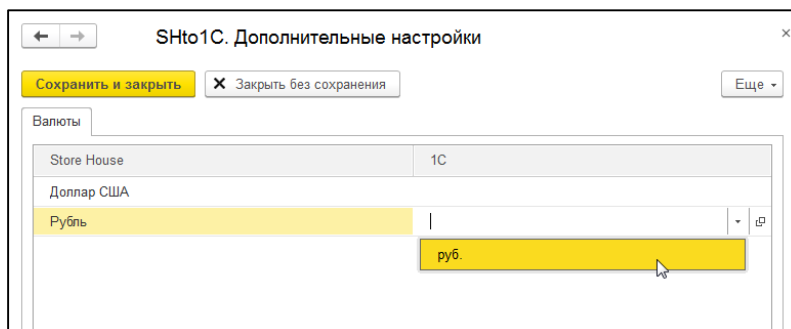 SHto1C. Дополнительные настройки
Сохранить и закрыть Закрыть без сохранения Еще
Валюты
Store House 1С
Доллар США
Рубль
руб.